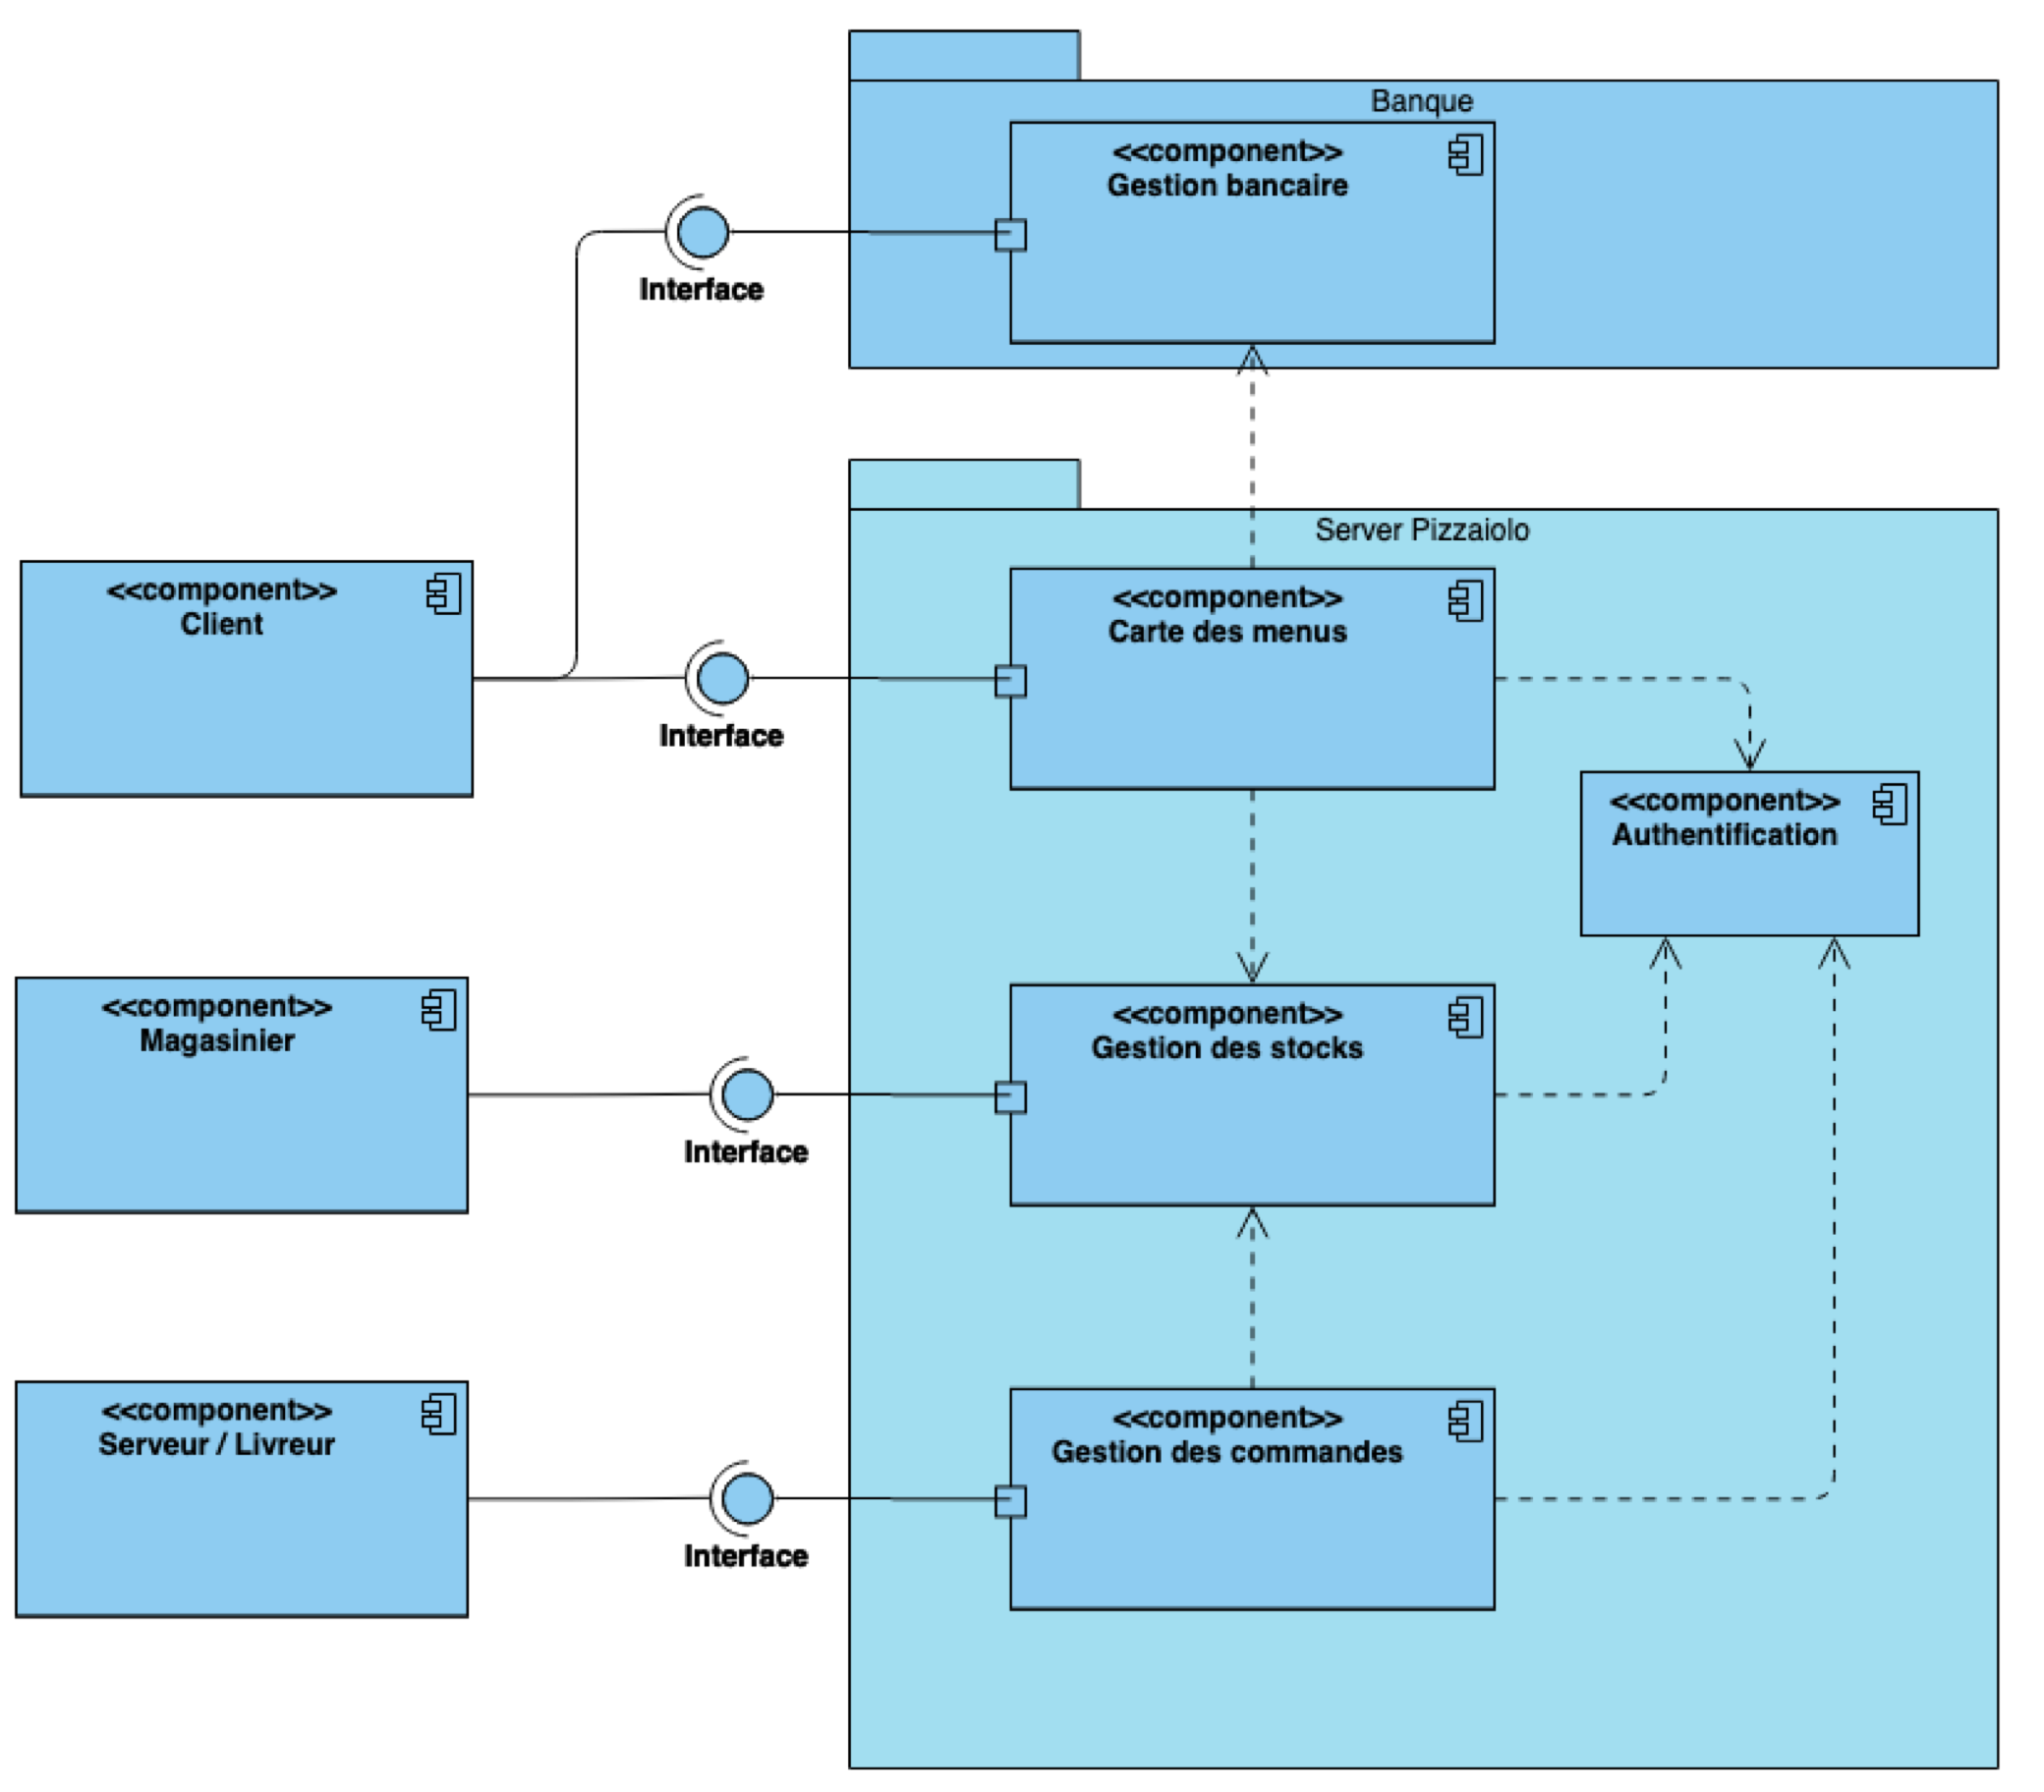 Banque
<<component>>
Gestion bancaire
Interface
Server Pizzaiolo
<<component>>
Client
<<component>>
Carte des menus
Interface
<<component>>
Authentification
<<component>>
Magasinier
<<component>>
Gestion des stocks
Interface
<<component>>
Serveur / Livreur
<<component>>
Gestion des commandes
Interface